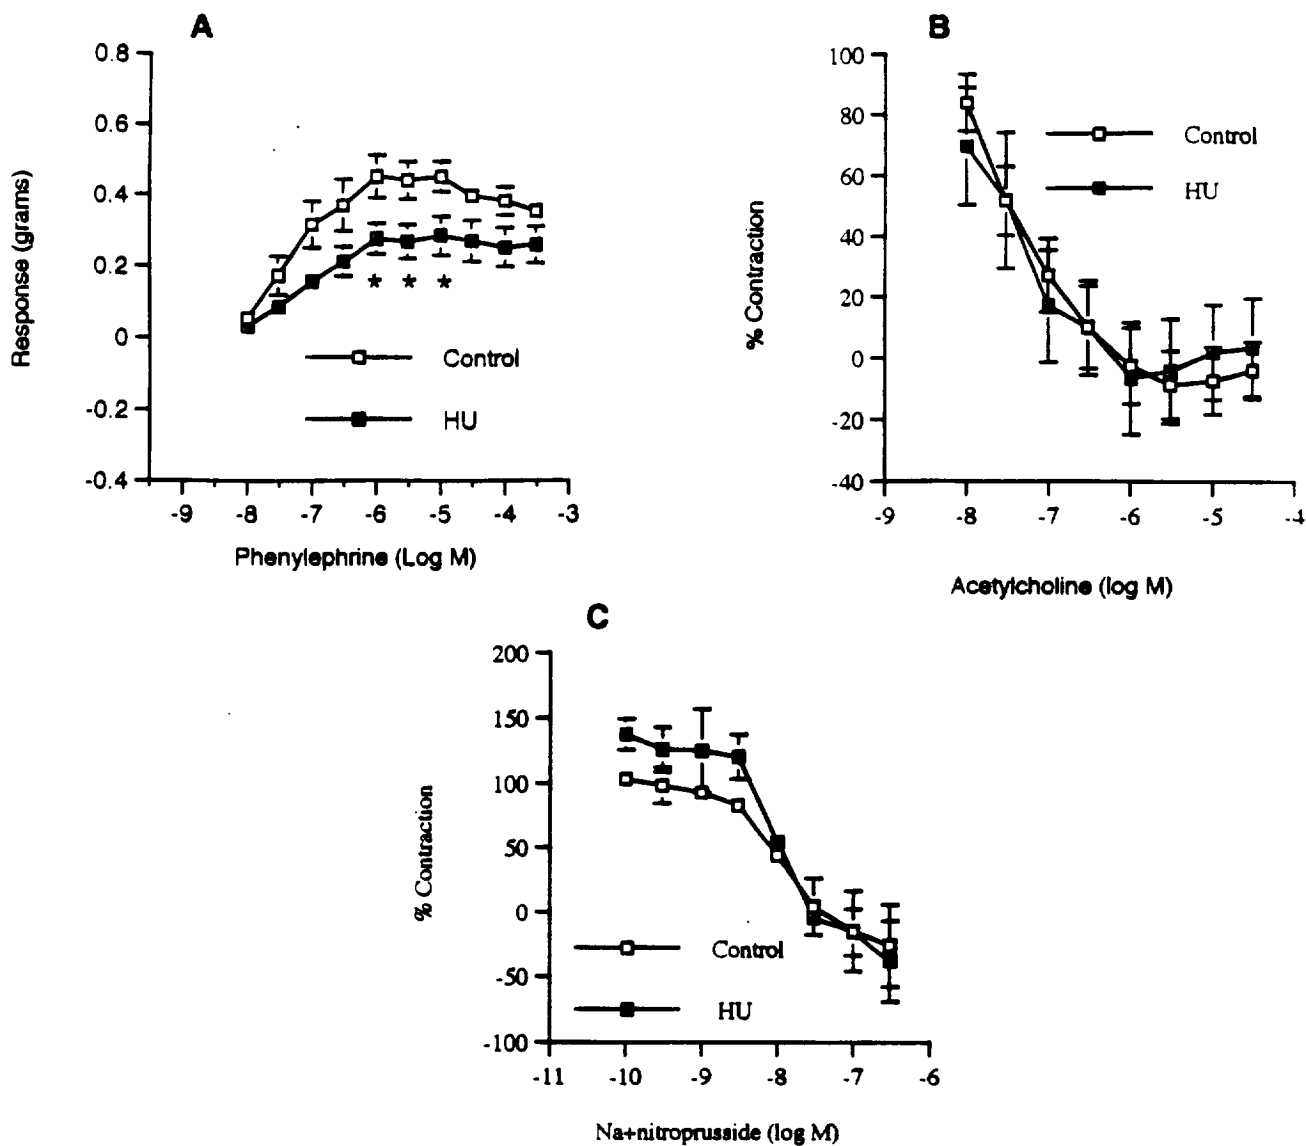 A
0.8
0.6
0.4
0.2
0
-0.2
-0.4
Response (grams)
* * *
Control
HU
-9 -8 -7 -6 -5 -4 -3
Phenylephrine (Log M)
B
100
80
60
40
20
0
-20
-40
% Contraction
Control
HU
-9 -8 -7 -6 -5 -4
Acetylcholine (log M)
C
200
150
100
50
0
-50
-100
% Contraction
Control
HU
-11 -10 -9 -8 -7 -6
Na+nitroprusside (log M)